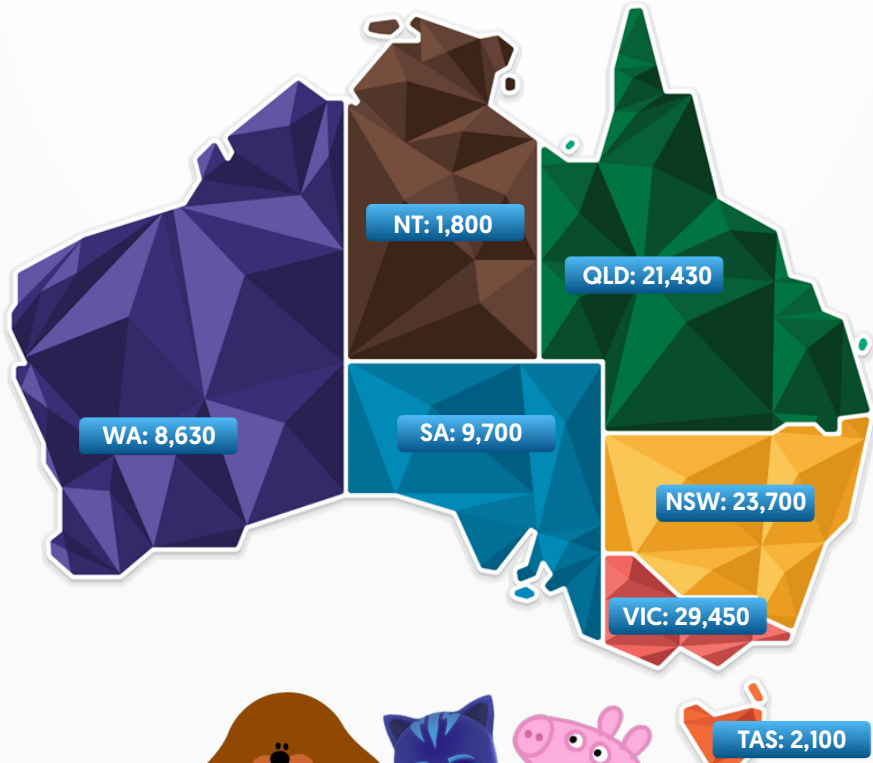 NT: 1,800
QLD: 21,430
WA: 8,630
SA: 9,700
NSW: 23,700
VIC: 29,450
TAS: 2,100